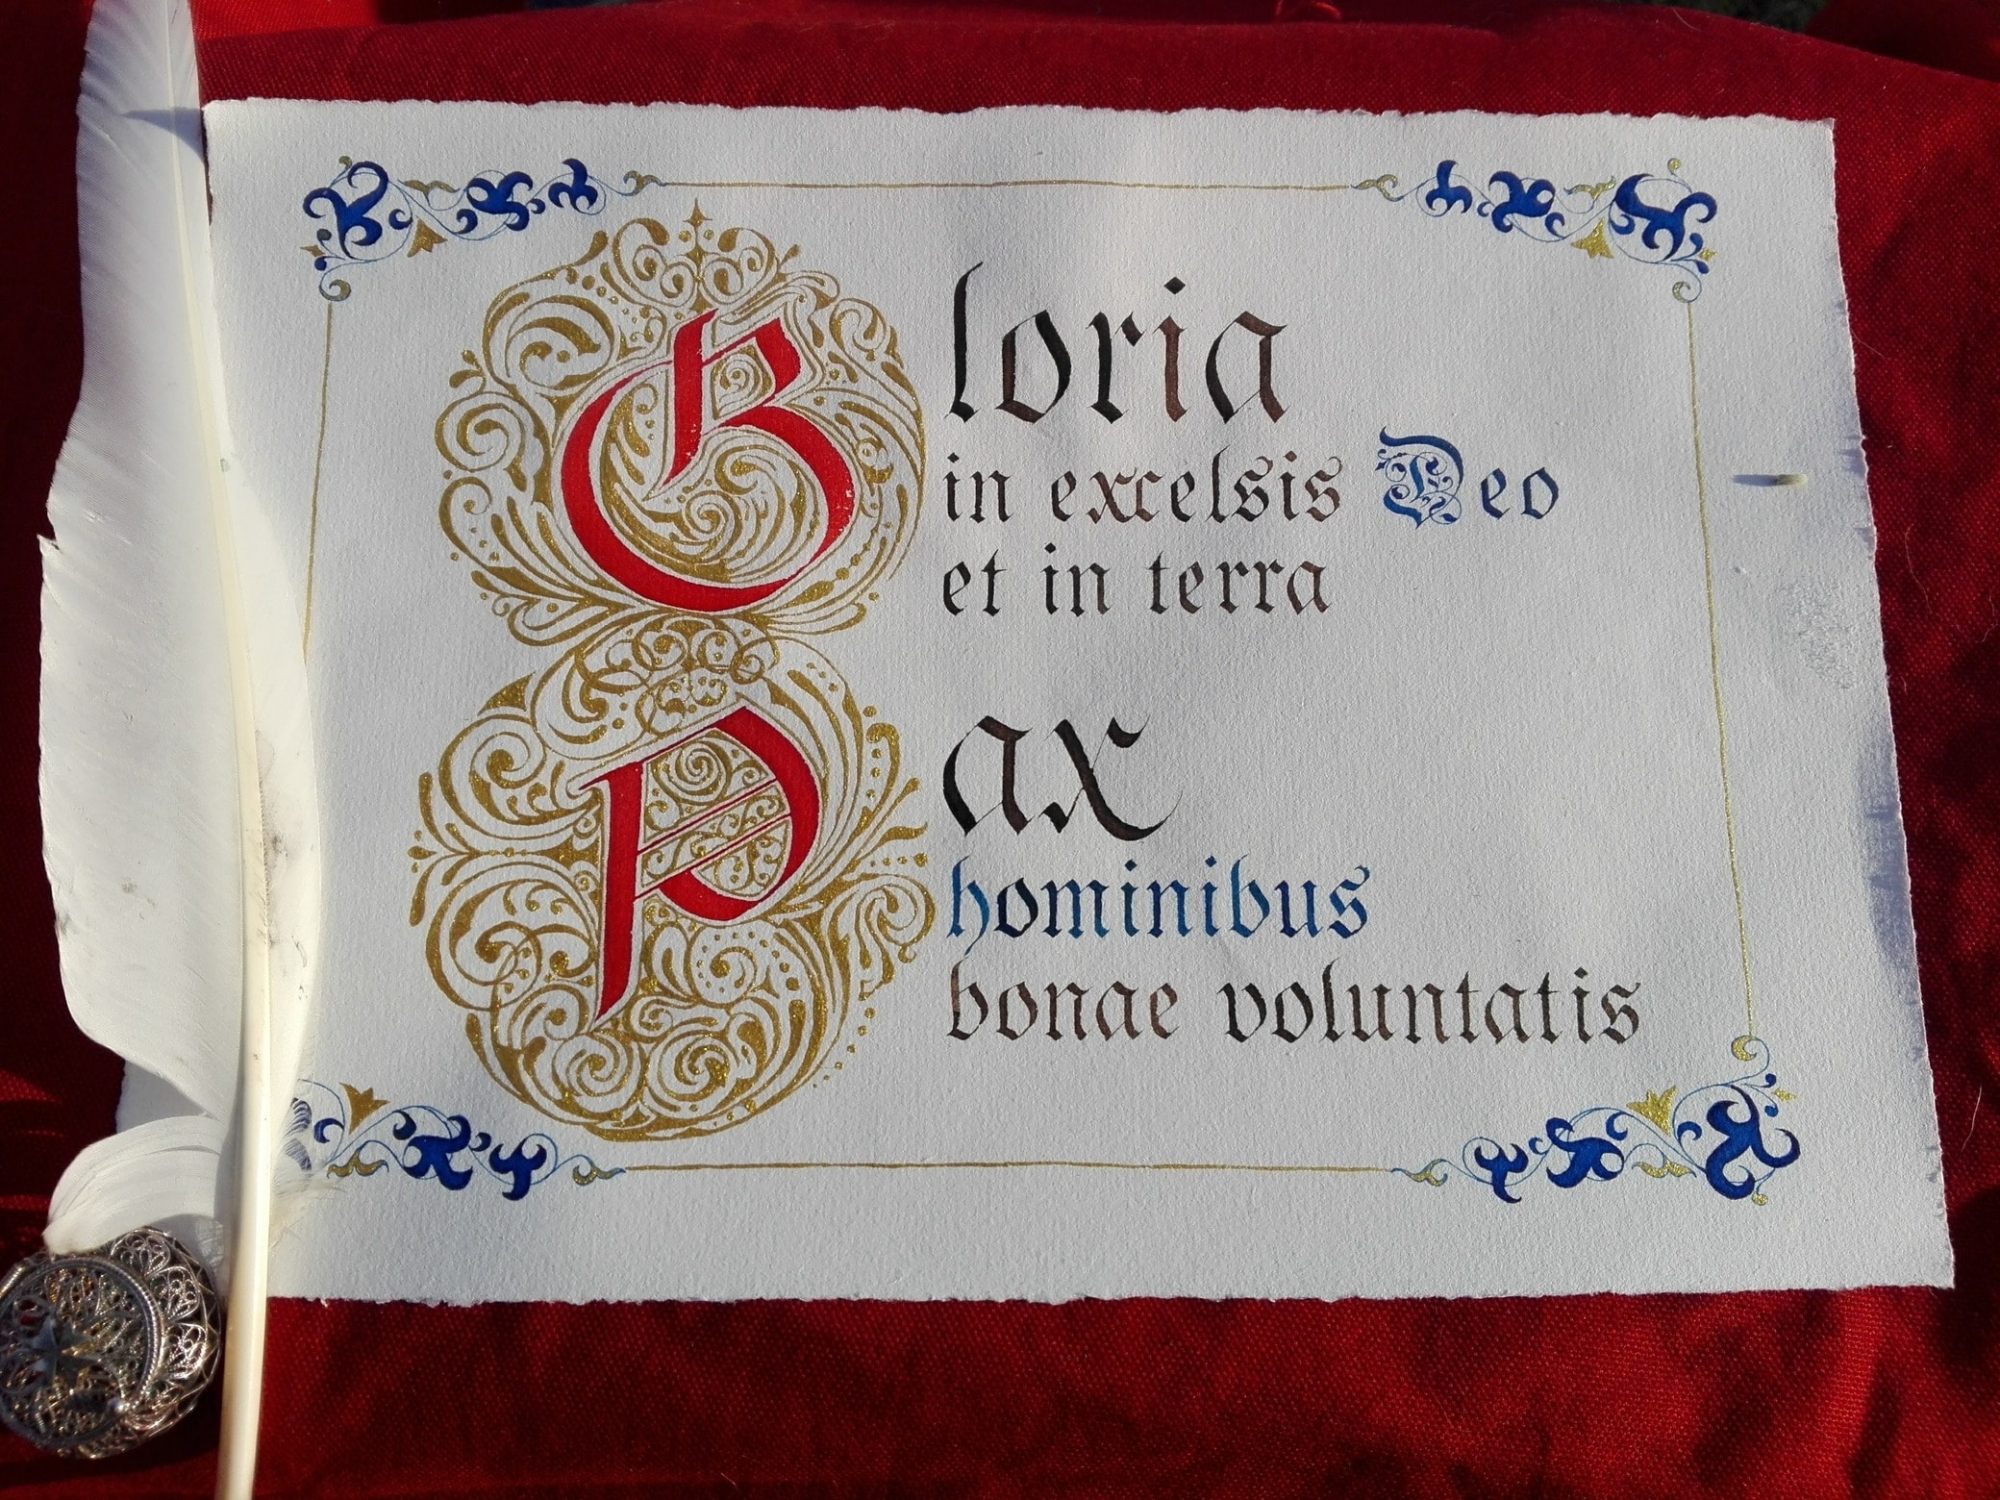 Gloria
in excelsis Deo
et in terra
Pax
hominibus
bonae voluntatis